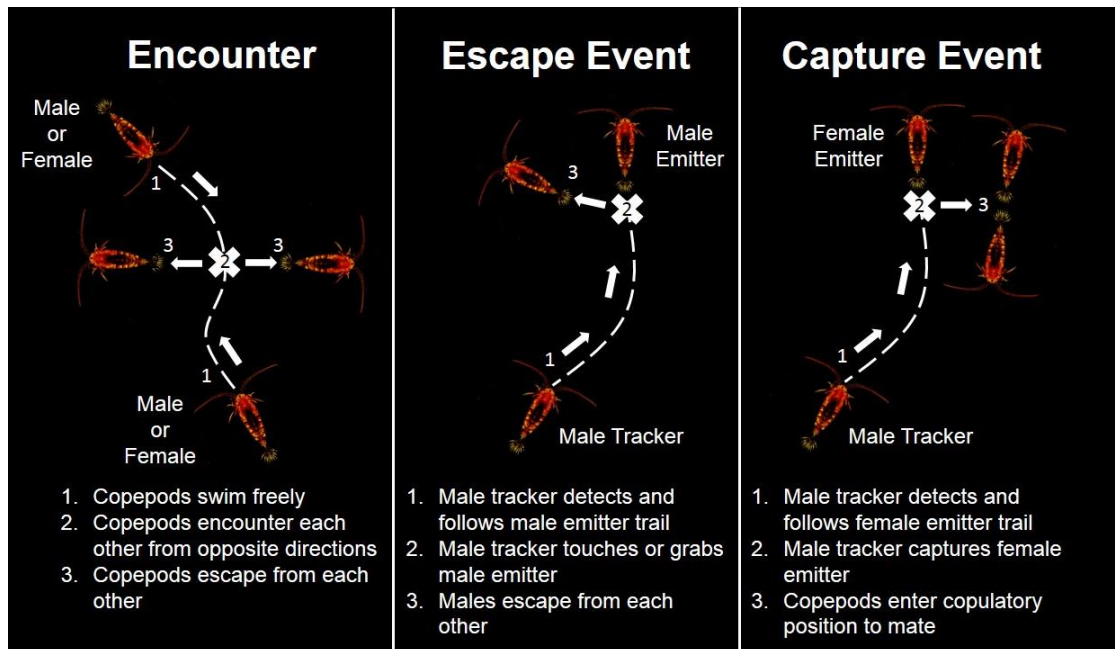 Encounter
Male
or
Female
1
2
3
3
1
Male
or
Female
1. Copepods swim freely
2. Copepods encounter each
other from opposite directions
3. Copepods escape from each
other
Escape Event
Male
Emitter
3
2
1
Male Tracker
1. Male tracker detects and
follows male emitter trail
2. Male tracker touches or grabs
male emitter
3. Males escape from each
other
Capture Event
Female
Emitter
2
3
1
Male Tracker
1. Male tracker detects and
follows female emitter trail
2. Male tracker captures female
emitter
3. Copepods enter copulatory
position to mate